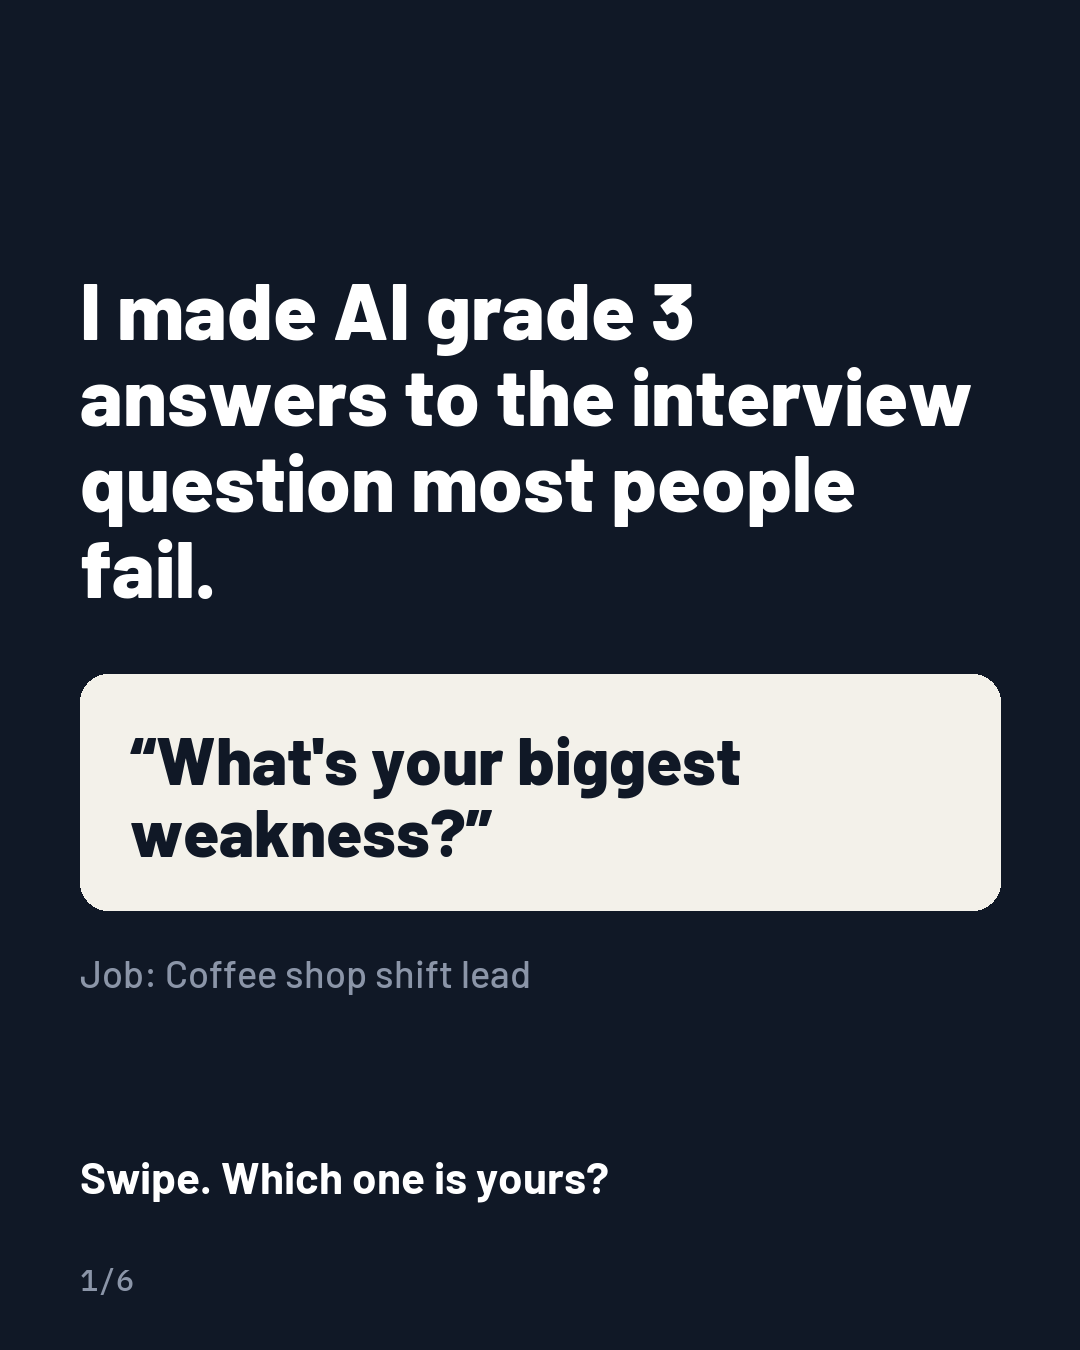 I made AI grade 3
answers to the interview
question most people
fail.
“What's your biggest
weakness?”
Job: Coffee shop shift lead
Swipe. Which one is yours?
1/6